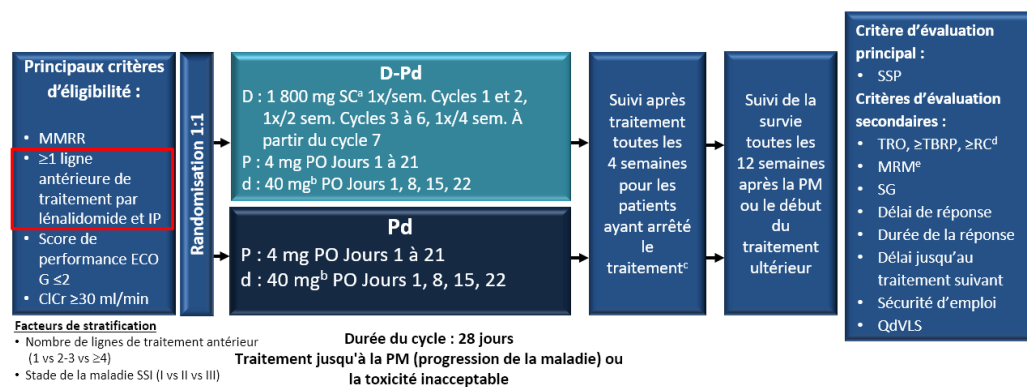 Principaux critères
d'éligibilité :
• MMRR
• ≥1 ligne
antérieure de
traitement par
lénalidomide et IP
• Score de
performance ECO
G ≤2
• ClCr ≥30 ml/min
Facteurs de stratification
• Nombre de lignes de traitement antérieur
(1 vs 2-3 vs ≥4)
• Stade de la maladie SSI (I vs II vs III)
Randomisation 1:1
D-Pd
D : 1 800 mg SCᵃ 1x/sem. Cycles 1 et 2,
1x/2 sem. Cycles 3 à 6, 1x/4 sem. À
partir du cycle 7
P : 4 mg PO Jours 1 à 21
d : 40 mgᵇ PO Jours 1, 8, 15, 22
Pd
P : 4 mg PO Jours 1 à 21
d : 40 mgᵇ PO Jours 1, 8, 15, 22
Durée du cycle : 28 jours
Traitement jusqu'à la PM (progression de la maladie) ou
la toxicité inacceptable
Suivi après
traitement
toutes les
4 semaines
pour les
patients
ayant arrêté
le
traitementᶜ
Suivi de la
survie
toutes les
12 semaines
après la PM
ou le début
du
traitement
ultérieur
Critère d'évaluation
principal :
• SSP
Critères d'évaluation
secondaires :
• TRO, ≥TBRP, ≥RCᵈ
• MRMᵉ
• SG
• Délai de réponse
• Durée de la réponse
• Délai jusqu'au
traitement suivant
• Sécurité d'emploi
• QdVLS